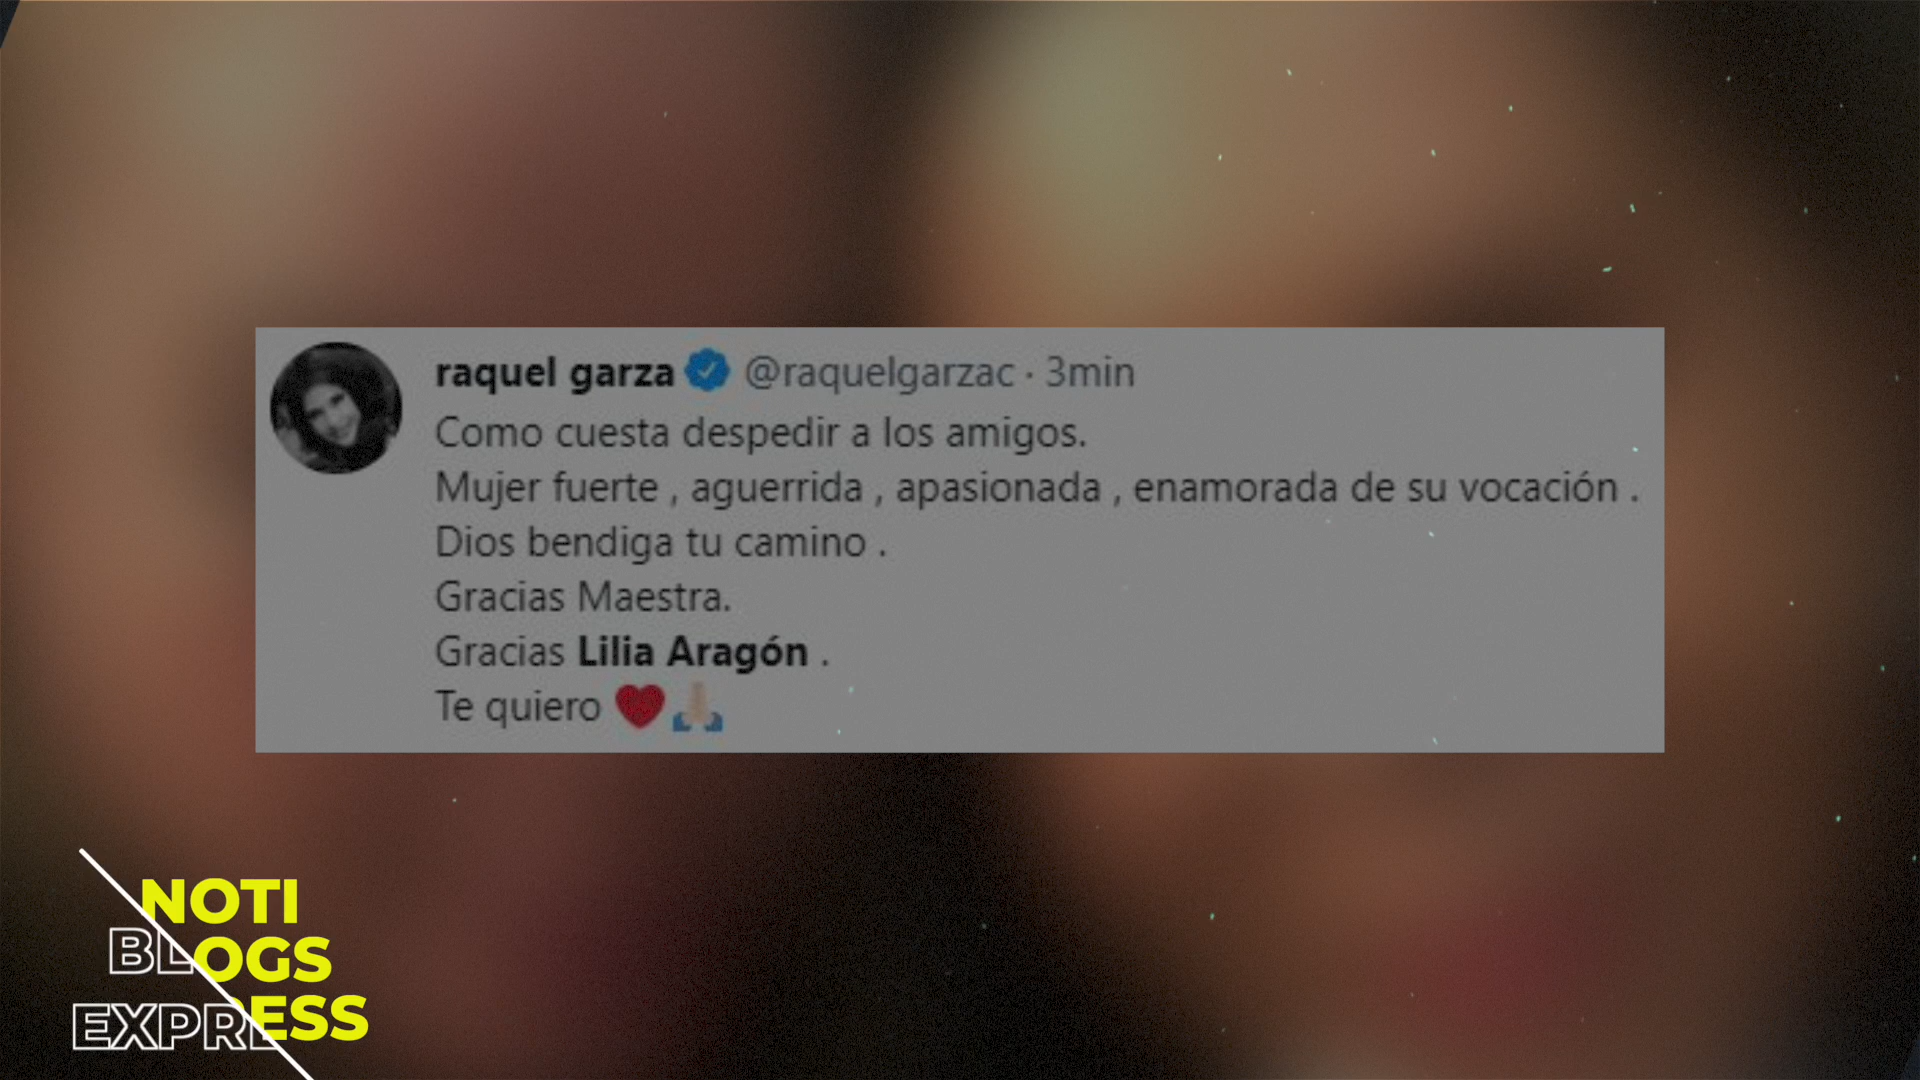 raquel garza @raquelgarzac · 3min
Como cuesta despedir a los amigos.
Mujer fuerte , aguerrida , apasionada , enamorada de su vocación .
Dios bendiga tu camino .
Gracias Maestra.
Gracias Lilia Aragón .
Te quiero ❤️🙏🏼
NOTI
BLOGS
EXPRESS